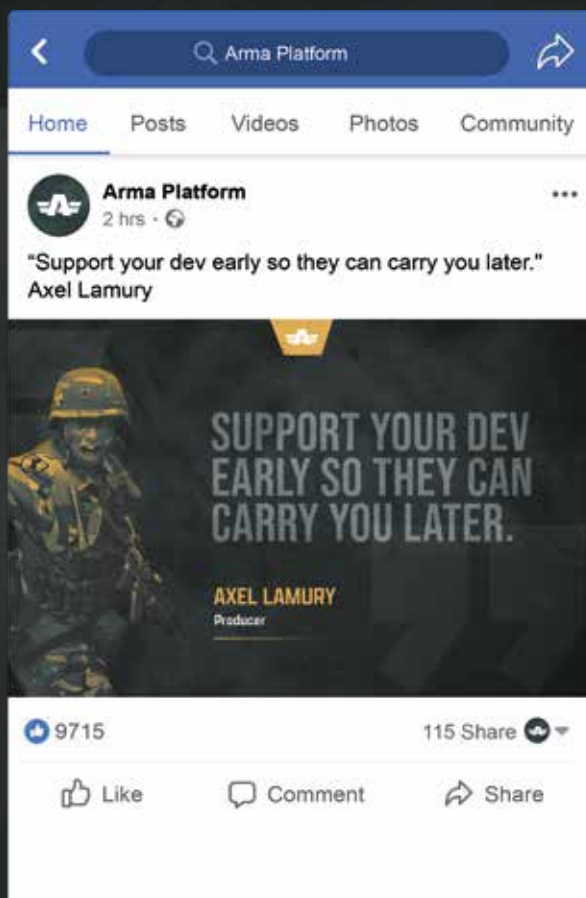 Arma Platform
Home Posts Videos Photos Community
Arma Platform
2 hrs ·
“Support your dev early so they can carry you later."
Axel Lamury
SUPPORT YOUR DEV
EARLY SO THEY CAN
CARRY YOU LATER.
AXEL LAMURY
Producer
9715 115 Share
Like Comment Share